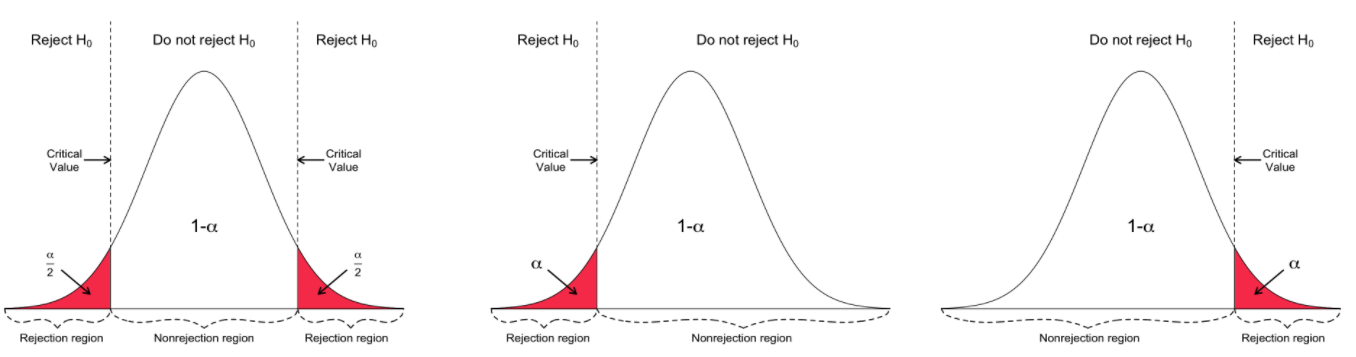 Reject H₀
Do not reject H₀
Reject H₀
Critical
Value
Critical
Value
1-α
α
2
α
2
Rejection region
Nonrejection region
Rejection region
Reject H₀
Do not reject H₀
Critical
Value
1-α
α
Rejection region
Nonrejection region
Do not reject H₀
Reject H₀
Critical
Value
1-α
α
Nonrejection region
Rejection region